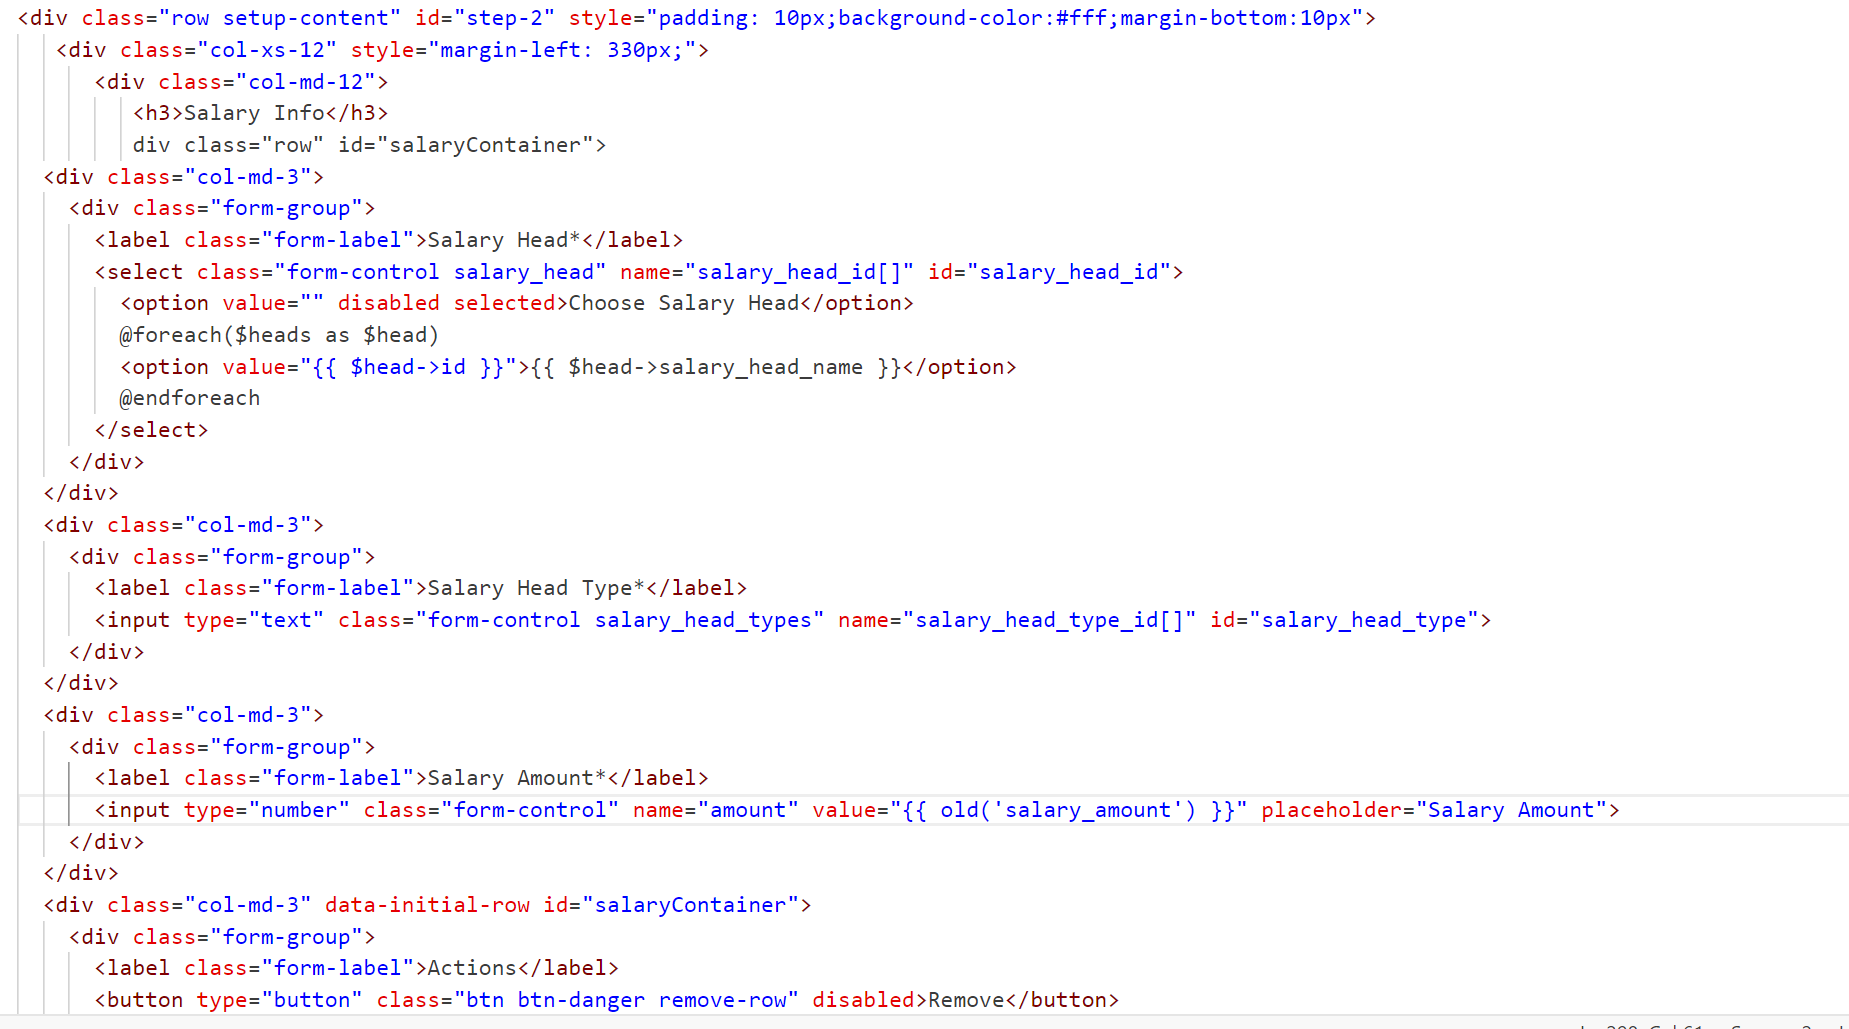 <div class="row setup-content" id="step-2" style="padding: 10px;background-color:#fff;margin-bottom:10px">
<div class="col-xs-12" style="margin-left: 330px;">
<div class="col-md-12">
<h3>Salary Info</h3>
div class="row" id="salaryContainer">
<div class="col-md-3">
<div class="form-group">
<label class="form-label">Salary Head*</label>
<select class="form-control salary_head" name="salary_head_id[]" id="salary_head_id">
<option value="" disabled selected>Choose Salary Head</option>
@foreach($heads as $head)
<option value="{{ $head->id }}">{{ $head->salary_head_name }}</option>
@endforeach
</select>
</div>
</div>
<div class="col-md-3">
<div class="form-group">
<label class="form-label">Salary Head Type*</label>
<input type="text" class="form-control salary_head_types" name="salary_head_type_id[]" id="salary_head_type">
</div>
</div>
<div class="col-md-3">
<div class="form-group">
<label class="form-label">Salary Amount*</label>
<input type="number" class="form-control" name="amount" value="{{ old('salary_amount') }}" placeholder="Salary Amount">
</div>
</div>
<div class="col-md-3" data-initial-row id="salaryContainer">
<div class="form-group">
<label class="form-label">Actions</label>
<button type="button" class="btn btn-danger remove-row" disabled>Remove</button>